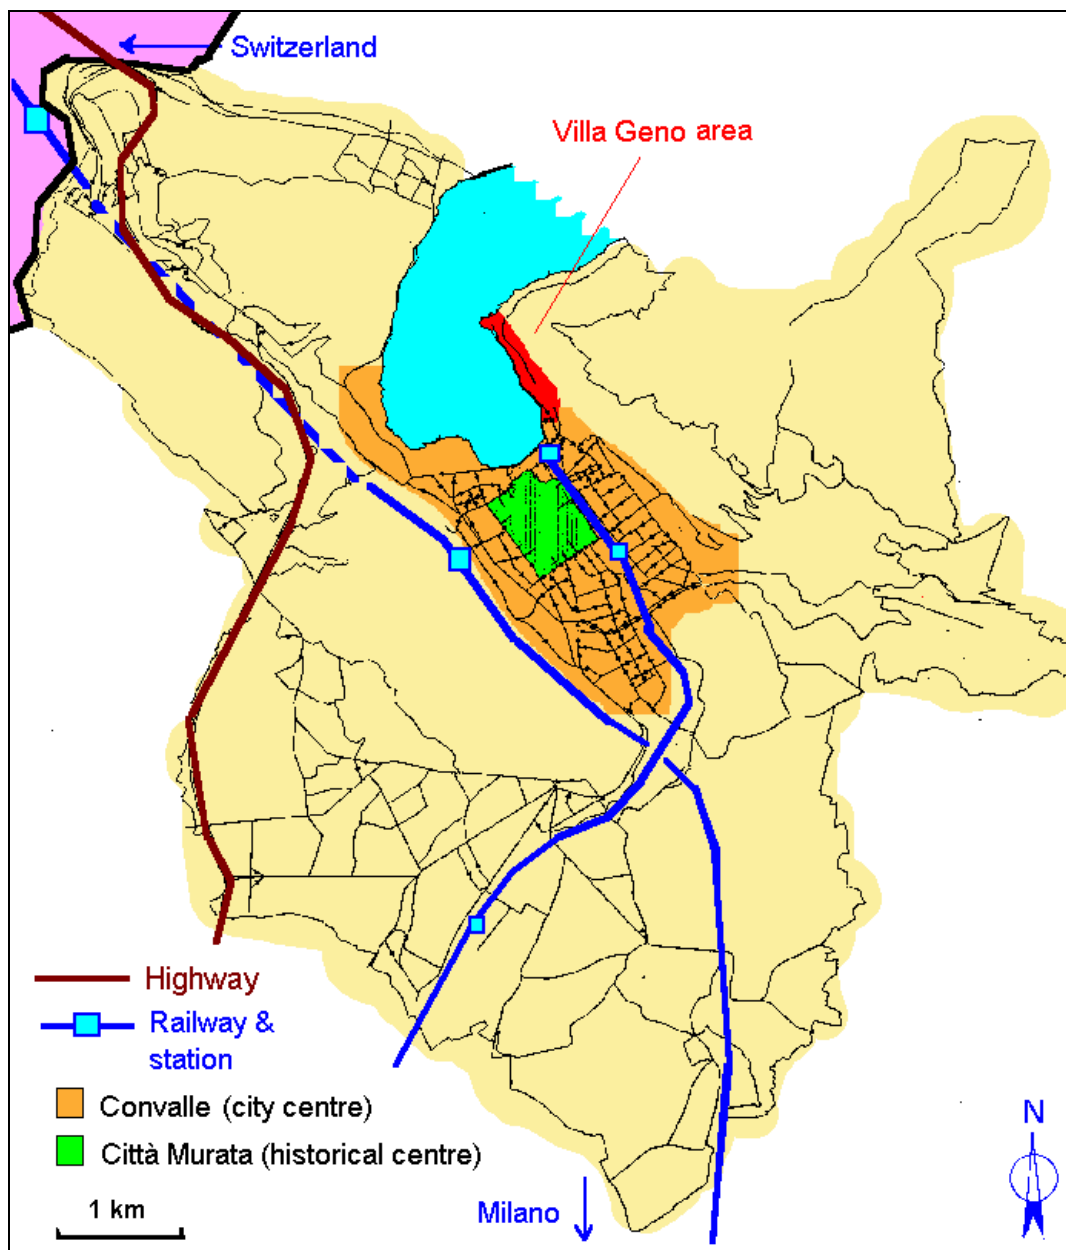 Switzerland
Villa Geno area
Highway
Railway &
station
Convalle (city centre)
Città Murata (historical centre)
1 km
Milano
N